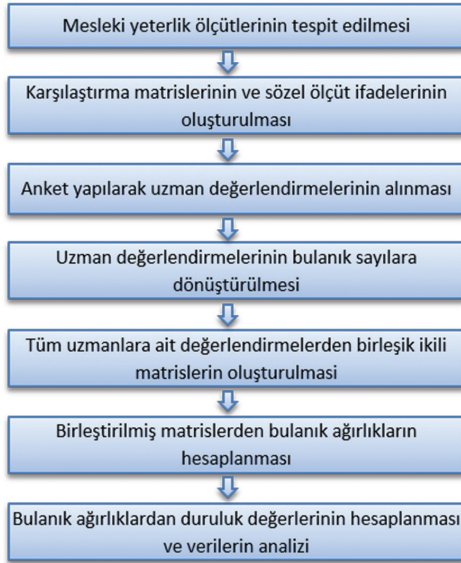 Mesleki yeterlik ölçütlerinin tespit edilmesi
Karşılaştırma matrislerinin ve sözel ölçüt ifadelerinin
oluşturulması
Anket yapılarak uzman değerlendirmelerinin alınması
Uzman değerlendirmelerinin bulanık sayılara
dönüştürülmesi
Tüm uzmanlara ait değerlendirmelerden birleşik ikili
matrislerin oluşturulmasi
Birleştirilmiş matrislerden bulanık ağırlıkların
hesaplanması
Bulanık ağırlıklardan duruluk değerlerinin hesaplanması
ve verilerin analizi